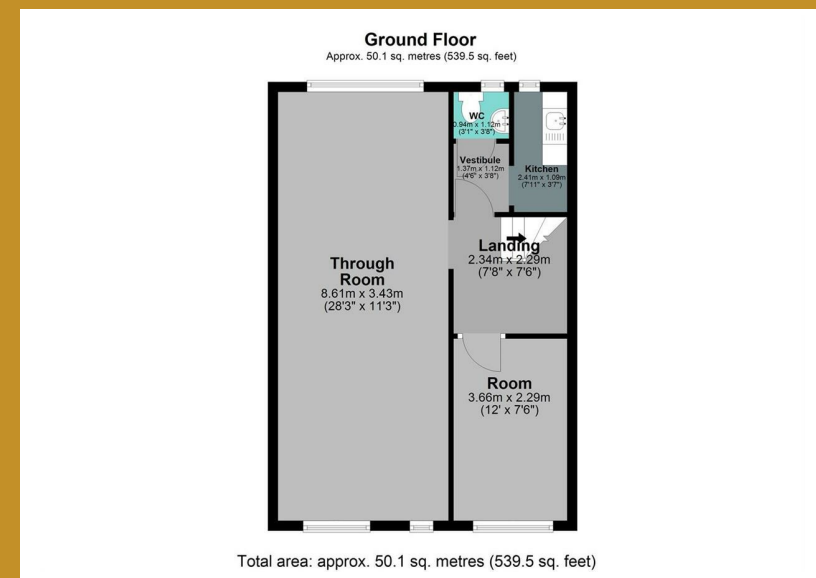 Ground Floor
Approx. 50.1 sq. metres (539.5 sq. feet)
WC
0.94m x 1.12m
(3'1" x 3'8")
Vestibule
1.37m x 1.12m
(4'6" x 3'8")
Kitchen
2.41m x 1.09m
(7'11" x 3'7")
Landing
2.34m x 2.29m
(7'8" x 7'6")
Through
Room
8.61m x 3.43m
(28'3" x 11'3")
Room
3.66m x 2.29m
(12' x 7'6")
Total area: approx. 50.1 sq. metres (539.5 sq. feet)